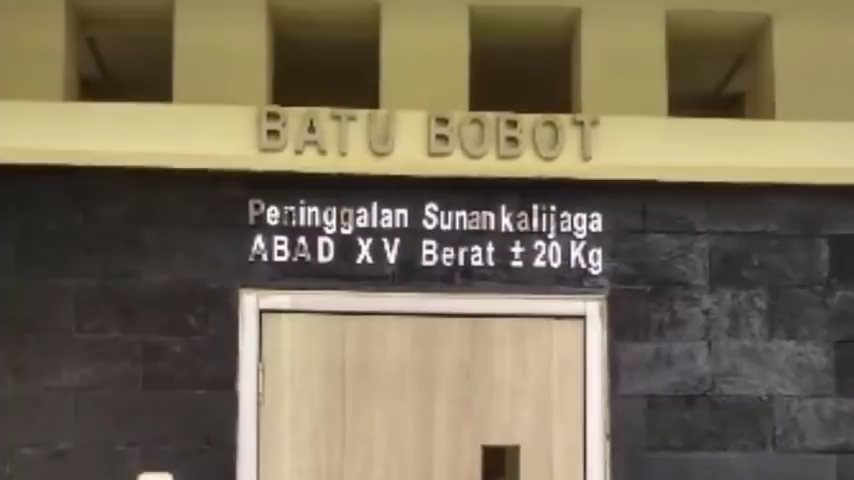 BATU BOBOT
Peninggalan Sunankalijaga
ABAD XV Berat ± 20 Kg